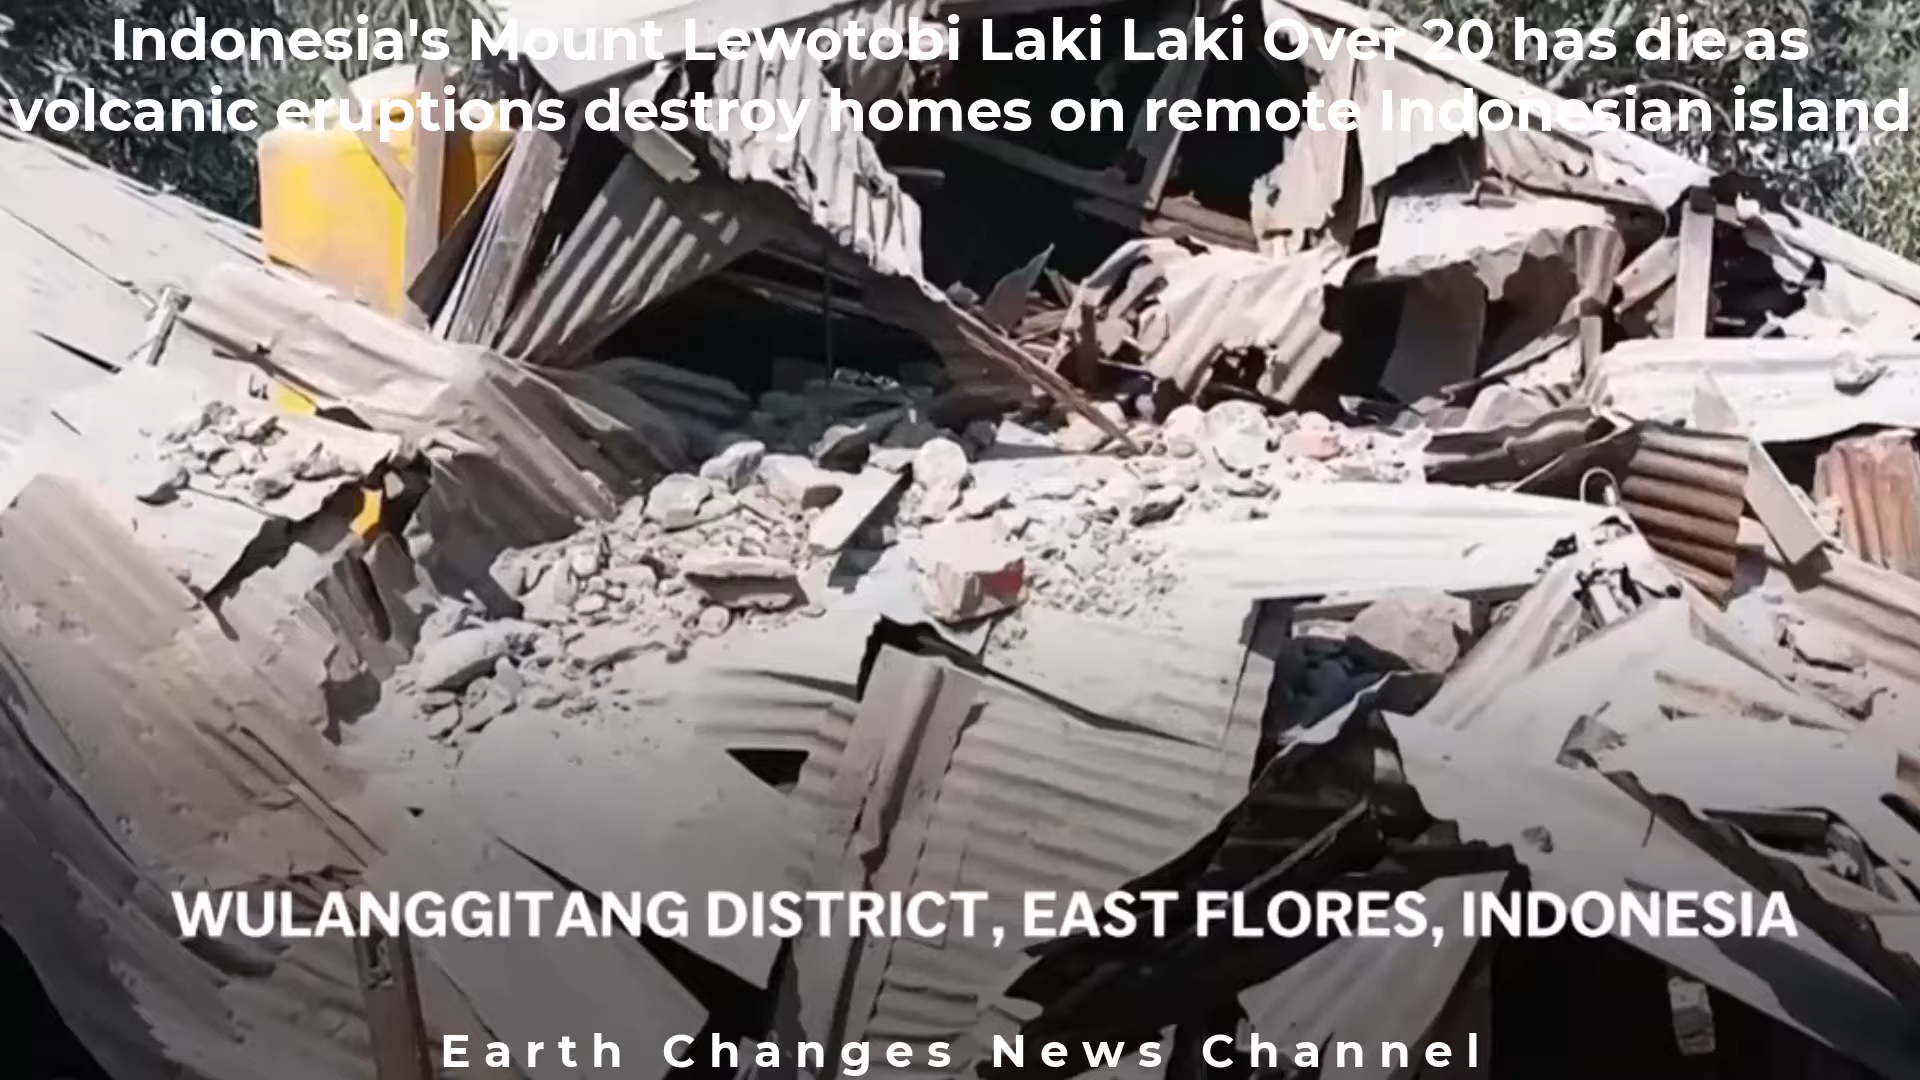 Indonesia's Mount Lewotobi Laki Laki Over 20 has die as
volcanic eruptions destroy homes on remote Indonesian island
WULANGGITANG DISTRICT, EAST FLORES, INDONESIA
Earth Changes News Channel